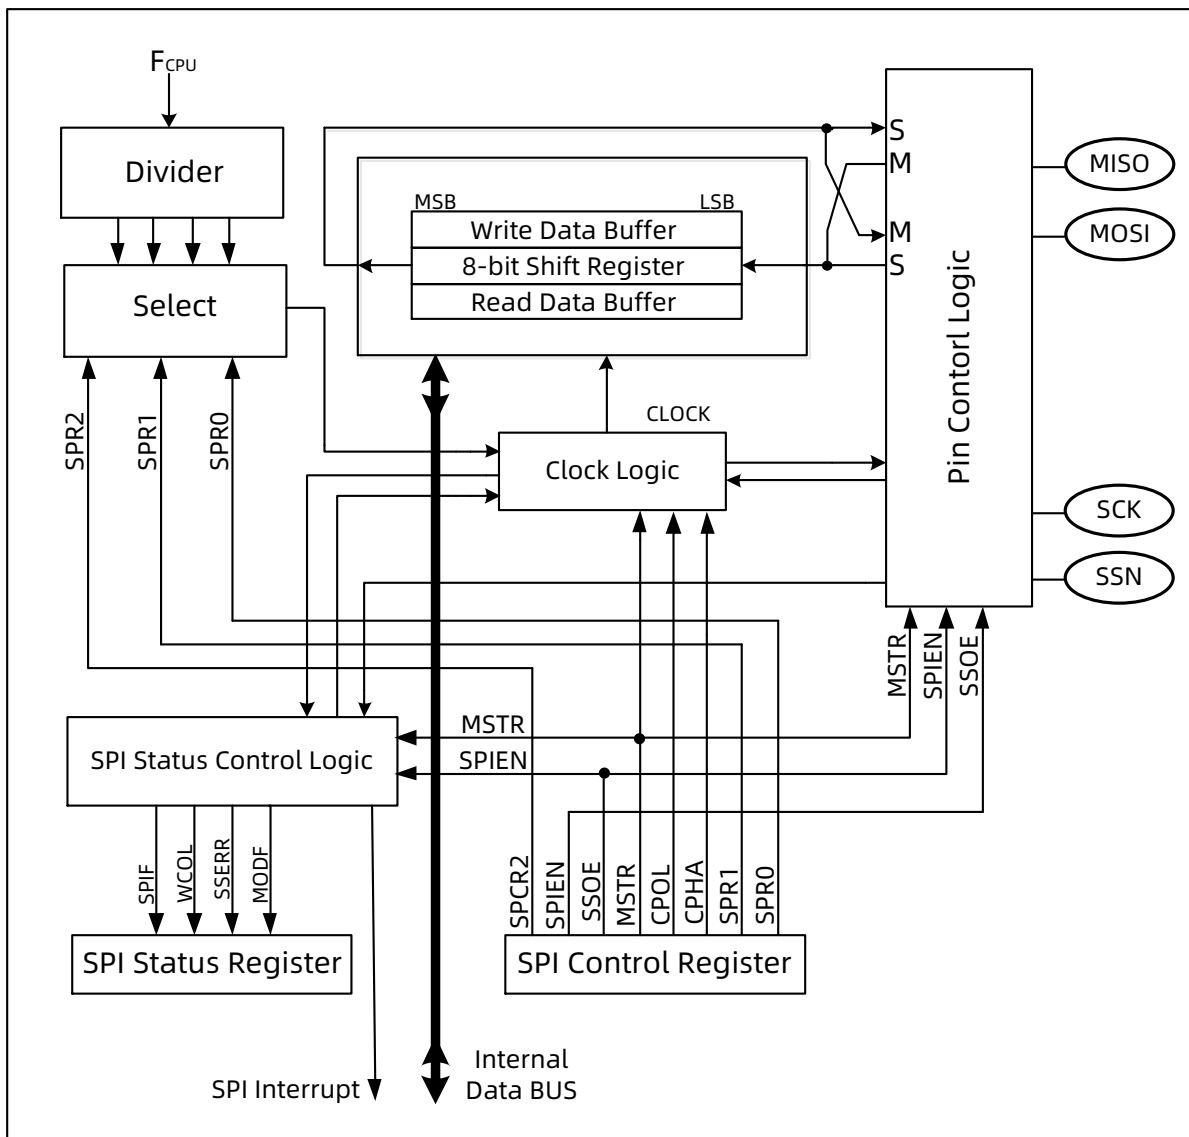 FCPU
Divider
Select
SPR2
SPR1
SPR0
MSB
LSB
Write Data Buffer
8-bit Shift Register
Read Data Buffer
CLOCK
Clock Logic
S
M
M
S
Pin Contorl Logic
MISO
MOSI
SCK
SSN
MSTR
SPIEN
SSOE
MSTR
SPIEN
SPI Status Control Logic
SPIF
WCOL
SSERR
MODF
SPI Status Register
SPCR2
SPIEN
SSOE
MSTR
CPOL
CPHA
SPR1
SPR0
SPI Control Register
SPI Interrupt
Internal
Data BUS